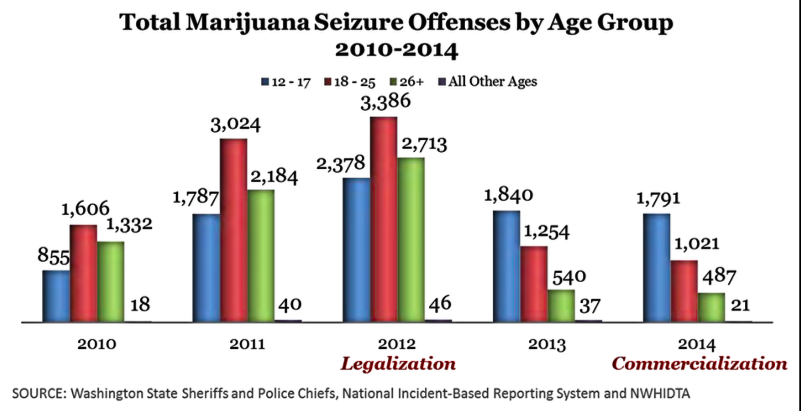 Total Marijuana Seizure Offenses by Age Group
2010-2014
12 - 17 18 - 25 26+ All Other Ages
855 1,606 1,332 18
1,787 3,024 2,184 40
2,378 3,386 2,713 46
1,840 1,254 540 37
1,791 1,021 487 21
2010 2011 2012 2013 2014
Legalization Commercialization
SOURCE: Washington State Sheriffs and Police Chiefs, National Incident-Based Reporting System and NWHIDTA